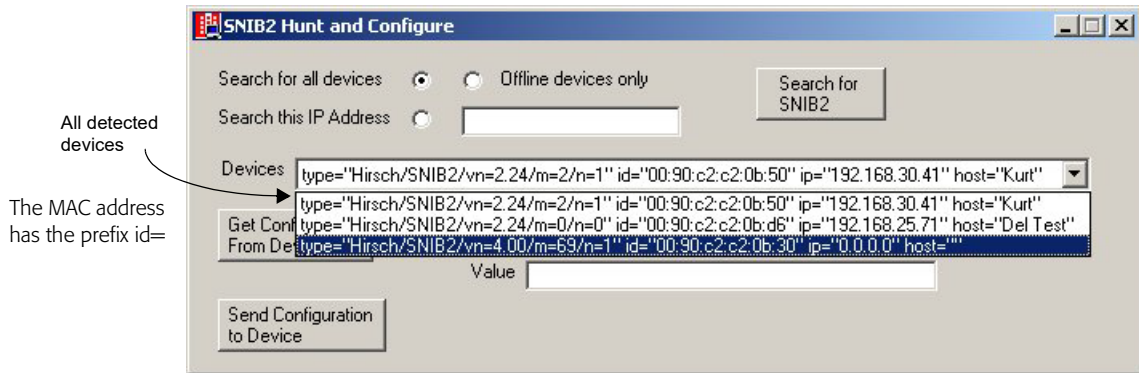 SNIB2 Hunt and Configure
Search for all devices
Offline devices only
Search for
SNIB2
Search this IP Address
All detected
devices
Devices
type="Hirsch/SNIB2/vn=2.24/m=2/n=1" id="00:90:c2:c2:0b:50" ip="192.168.30.41" host="Kurt"
The MAC address
has the prefix id=
type="Hirsch/SNIB2/vn=2.24/m=2/n=1" id="00:90:c2:c2:0b:50" ip="192.168.30.41" host="Kurt"
Get Conf
type="Hirsch/SNIB2/vn=2.24/m=0/n=0" id="00:90:c2:c2:0b:d6" ip="192.168.25.71" host="Del Test"
From De
type="Hirsch/SNIB2/vn=4.00/m=69/n=1" id="00:90:c2:c2:0b:30" ip="0.0.0.0" host=""
Value
Send Configuration
to Device